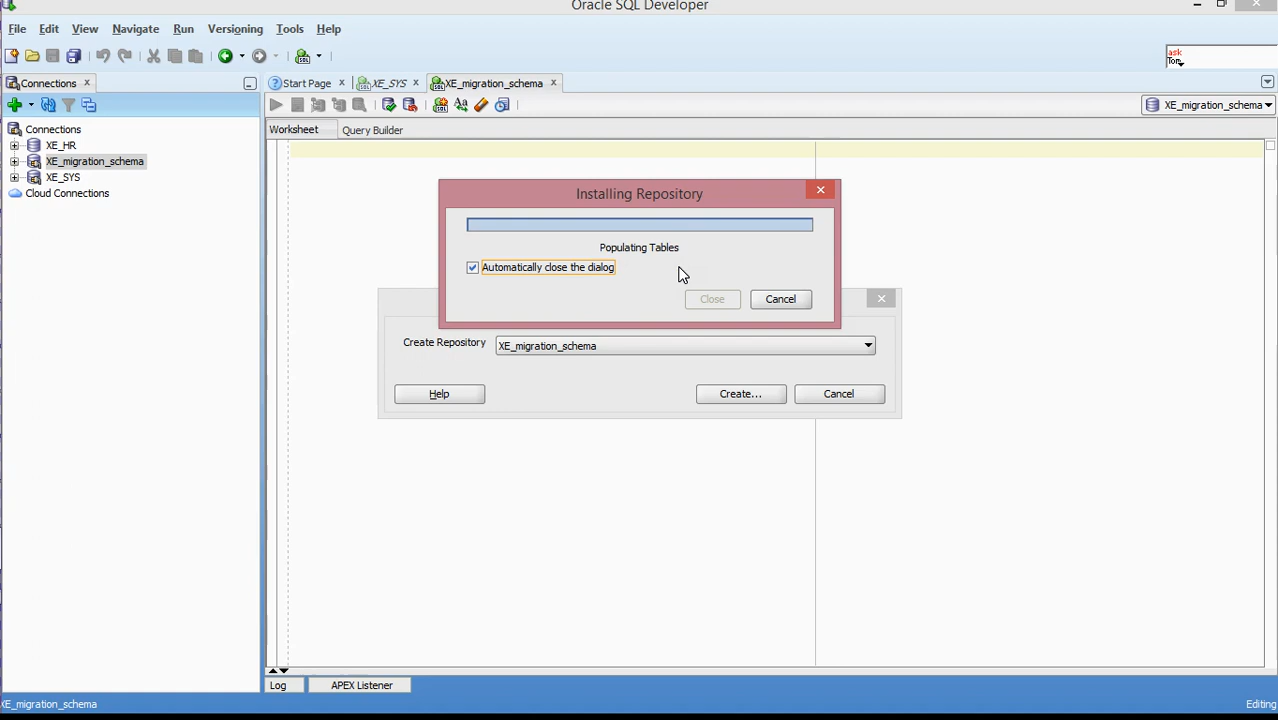 Oracle SQL Developer
File Edit View Navigate Run Versioning Tools Help
ask
Tom
Connections
Start Page
XE_SYS
XE_migration_schema
XE_migration_schema
Worksheet
Query Builder
Connections
XE_HR
XE_migration_schema
XE_SYS
Cloud Connections
Installing Repository
Populating Tables
Automatically close the dialog
Close
Cancel
Create Repository
XE_migration_schema
Help
Create...
Cancel
Log
APEX Listener
XE_migration_schema
Editing